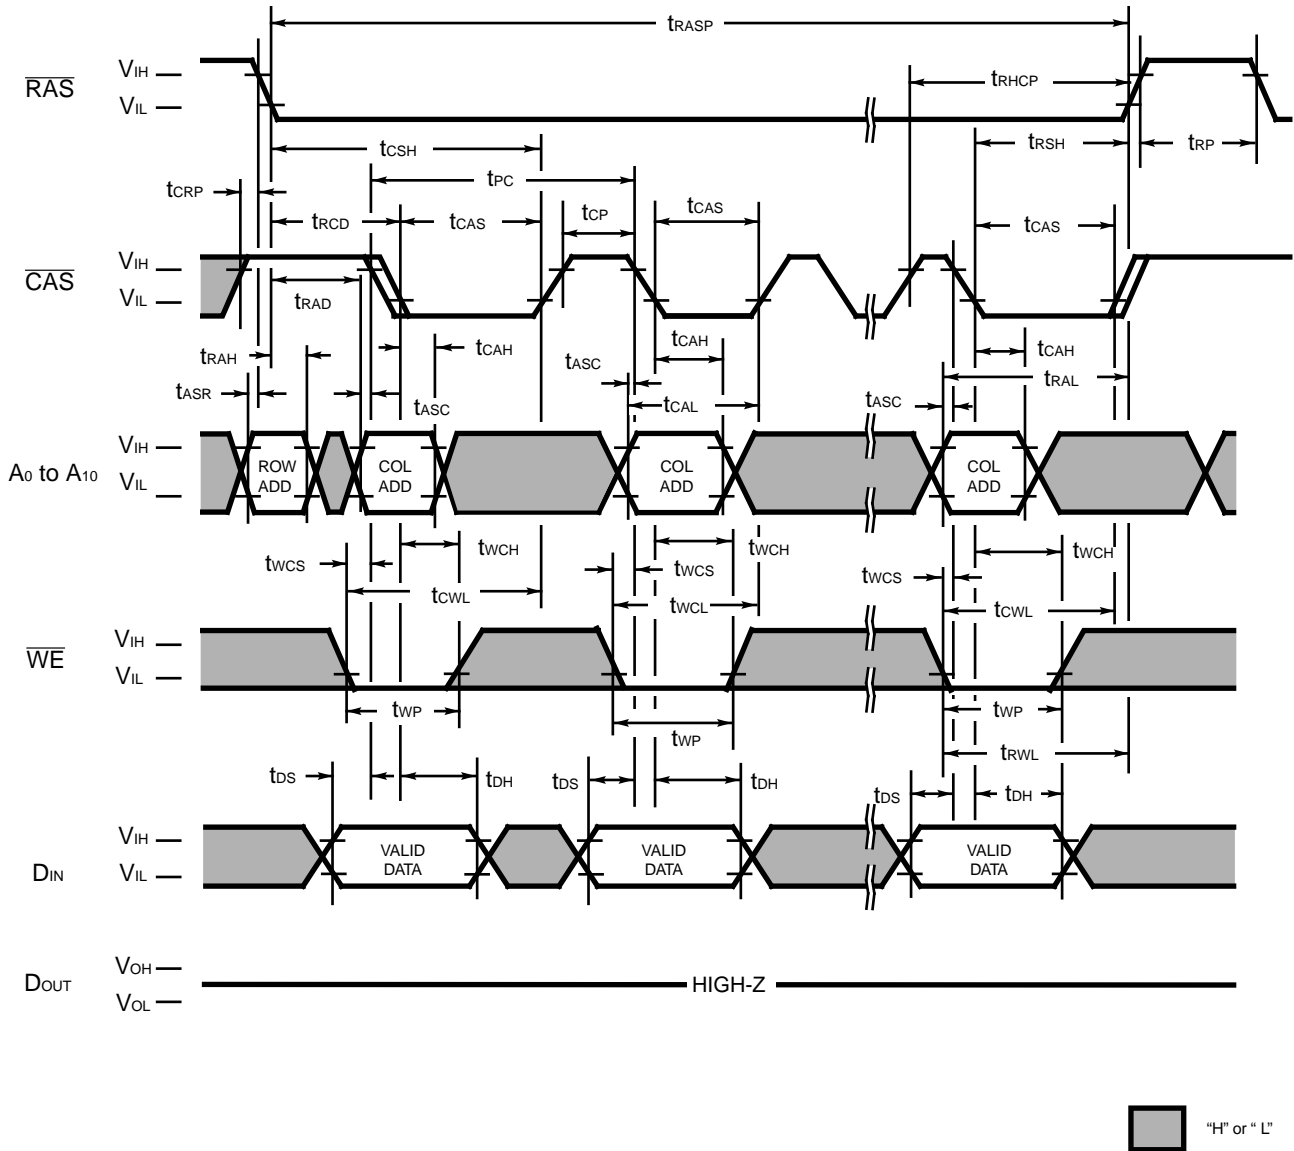 tRASP
RAS
VIH
VIL
tRHCP
tCSH
tRSH
tRP
tPC
tCRP
tRCD
tCAS
tCP
tCAS
tCAS
CAS
VIH
VIL
tRAD
tRAH
tCAH
tASC
tCAH
tCAH
tASR
tRAL
tASC
tCAL
tASC
A0 to A10
VIH
VIL
ROW
ADD
COL
ADD
COL
ADD
COL
ADD
tWCH
tWCH
tWCH
tWCS
tWCS
tWCS
tCWL
tWCL
tCWL
WE
VIH
VIL
tWP
tWP
tWP
tRWL
tDS
tDH
tDS
tDH
tDS
tDH
DIN
VIH
VIL
VALID
DATA
VALID
DATA
VALID
DATA
DOUT
VOH
VOL
HIGH-Z
“H” or “ L”